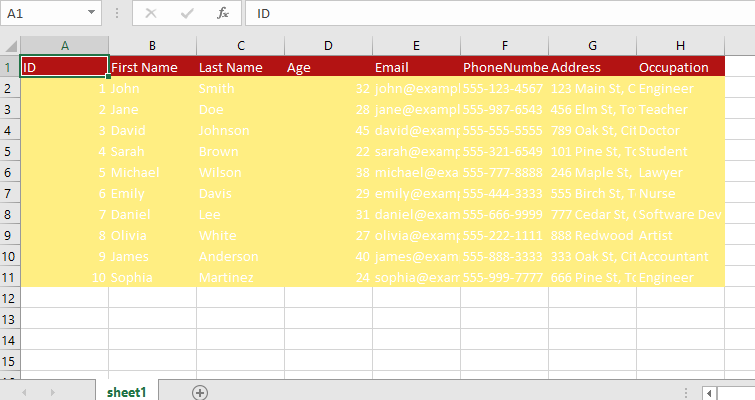 A1 fx ID
A B C D E F G H
1 ID First Name Last Name Age Email PhoneNumbe Address Occupation
2 1 John Smith 32 john@exampl 555-123-4567 123 Main St, C Engineer
3 2 Jane Doe 28 jane@exampl 555-987-6543 456 Elm St, To Teacher
4 3 David Johnson 45 david@examp 555-555-5555 789 Oak St, Cit Doctor
5 4 Sarah Brown 22 sarah@examp 555-321-6549 101 Pine St, To Student
6 5 Michael Wilson 38 michael@exa 555-777-8888 246 Maple St, Lawyer
7 6 Emily Davis 29 emily@examp 555-444-3333 555 Birch St, T Nurse
8 7 Daniel Lee 31 daniel@exam 555-666-9999 777 Cedar St, Software Dev
9 8 Olivia White 27 olivia@examp 555-222-1111 888 Redwood Artist
10 9 James Anderson 40 james@exam 555-888-3333 333 Oak St, Cit Accountant
11 10 Sophia Martinez 24 sophia@exam 555-999-7777 666 Pine St, To Engineer
12
13
14
15
sheet1